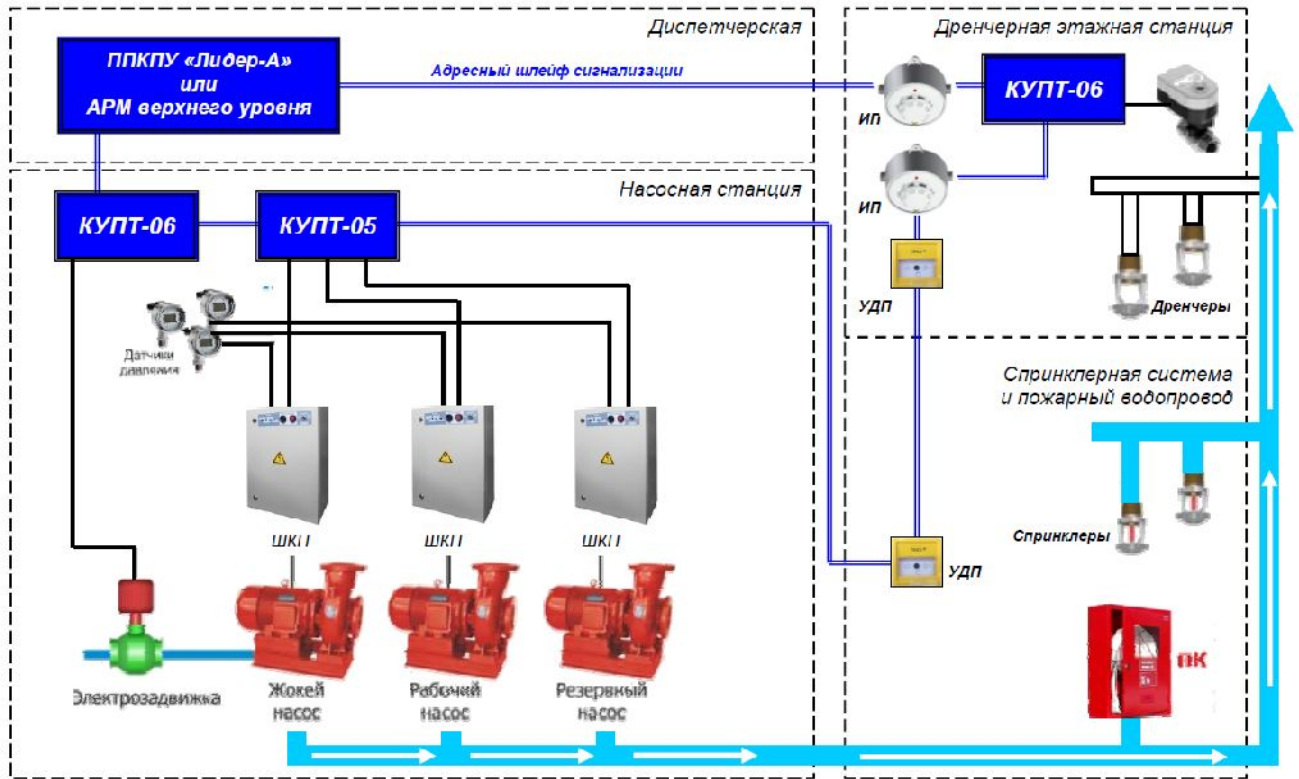 Диспетчерская
ППКПУ «Лидер-А»
или
АРМ верхнего уровня
Адресный шлейф сигнализации
Дренчерная этажная станция
ИП
КУПТ-06
ИП
УДП
Дренчеры
Насосная станция
КУПТ-06
КУПТ-05
Датчики
давления
ШКП
ШКП
ШКП
Электрозадвижка
Жокей
насос
Рабочий
насос
Резервный
насос
Спринклерная система
и пожарный водопровод
Спринклеры
УДП
ПК